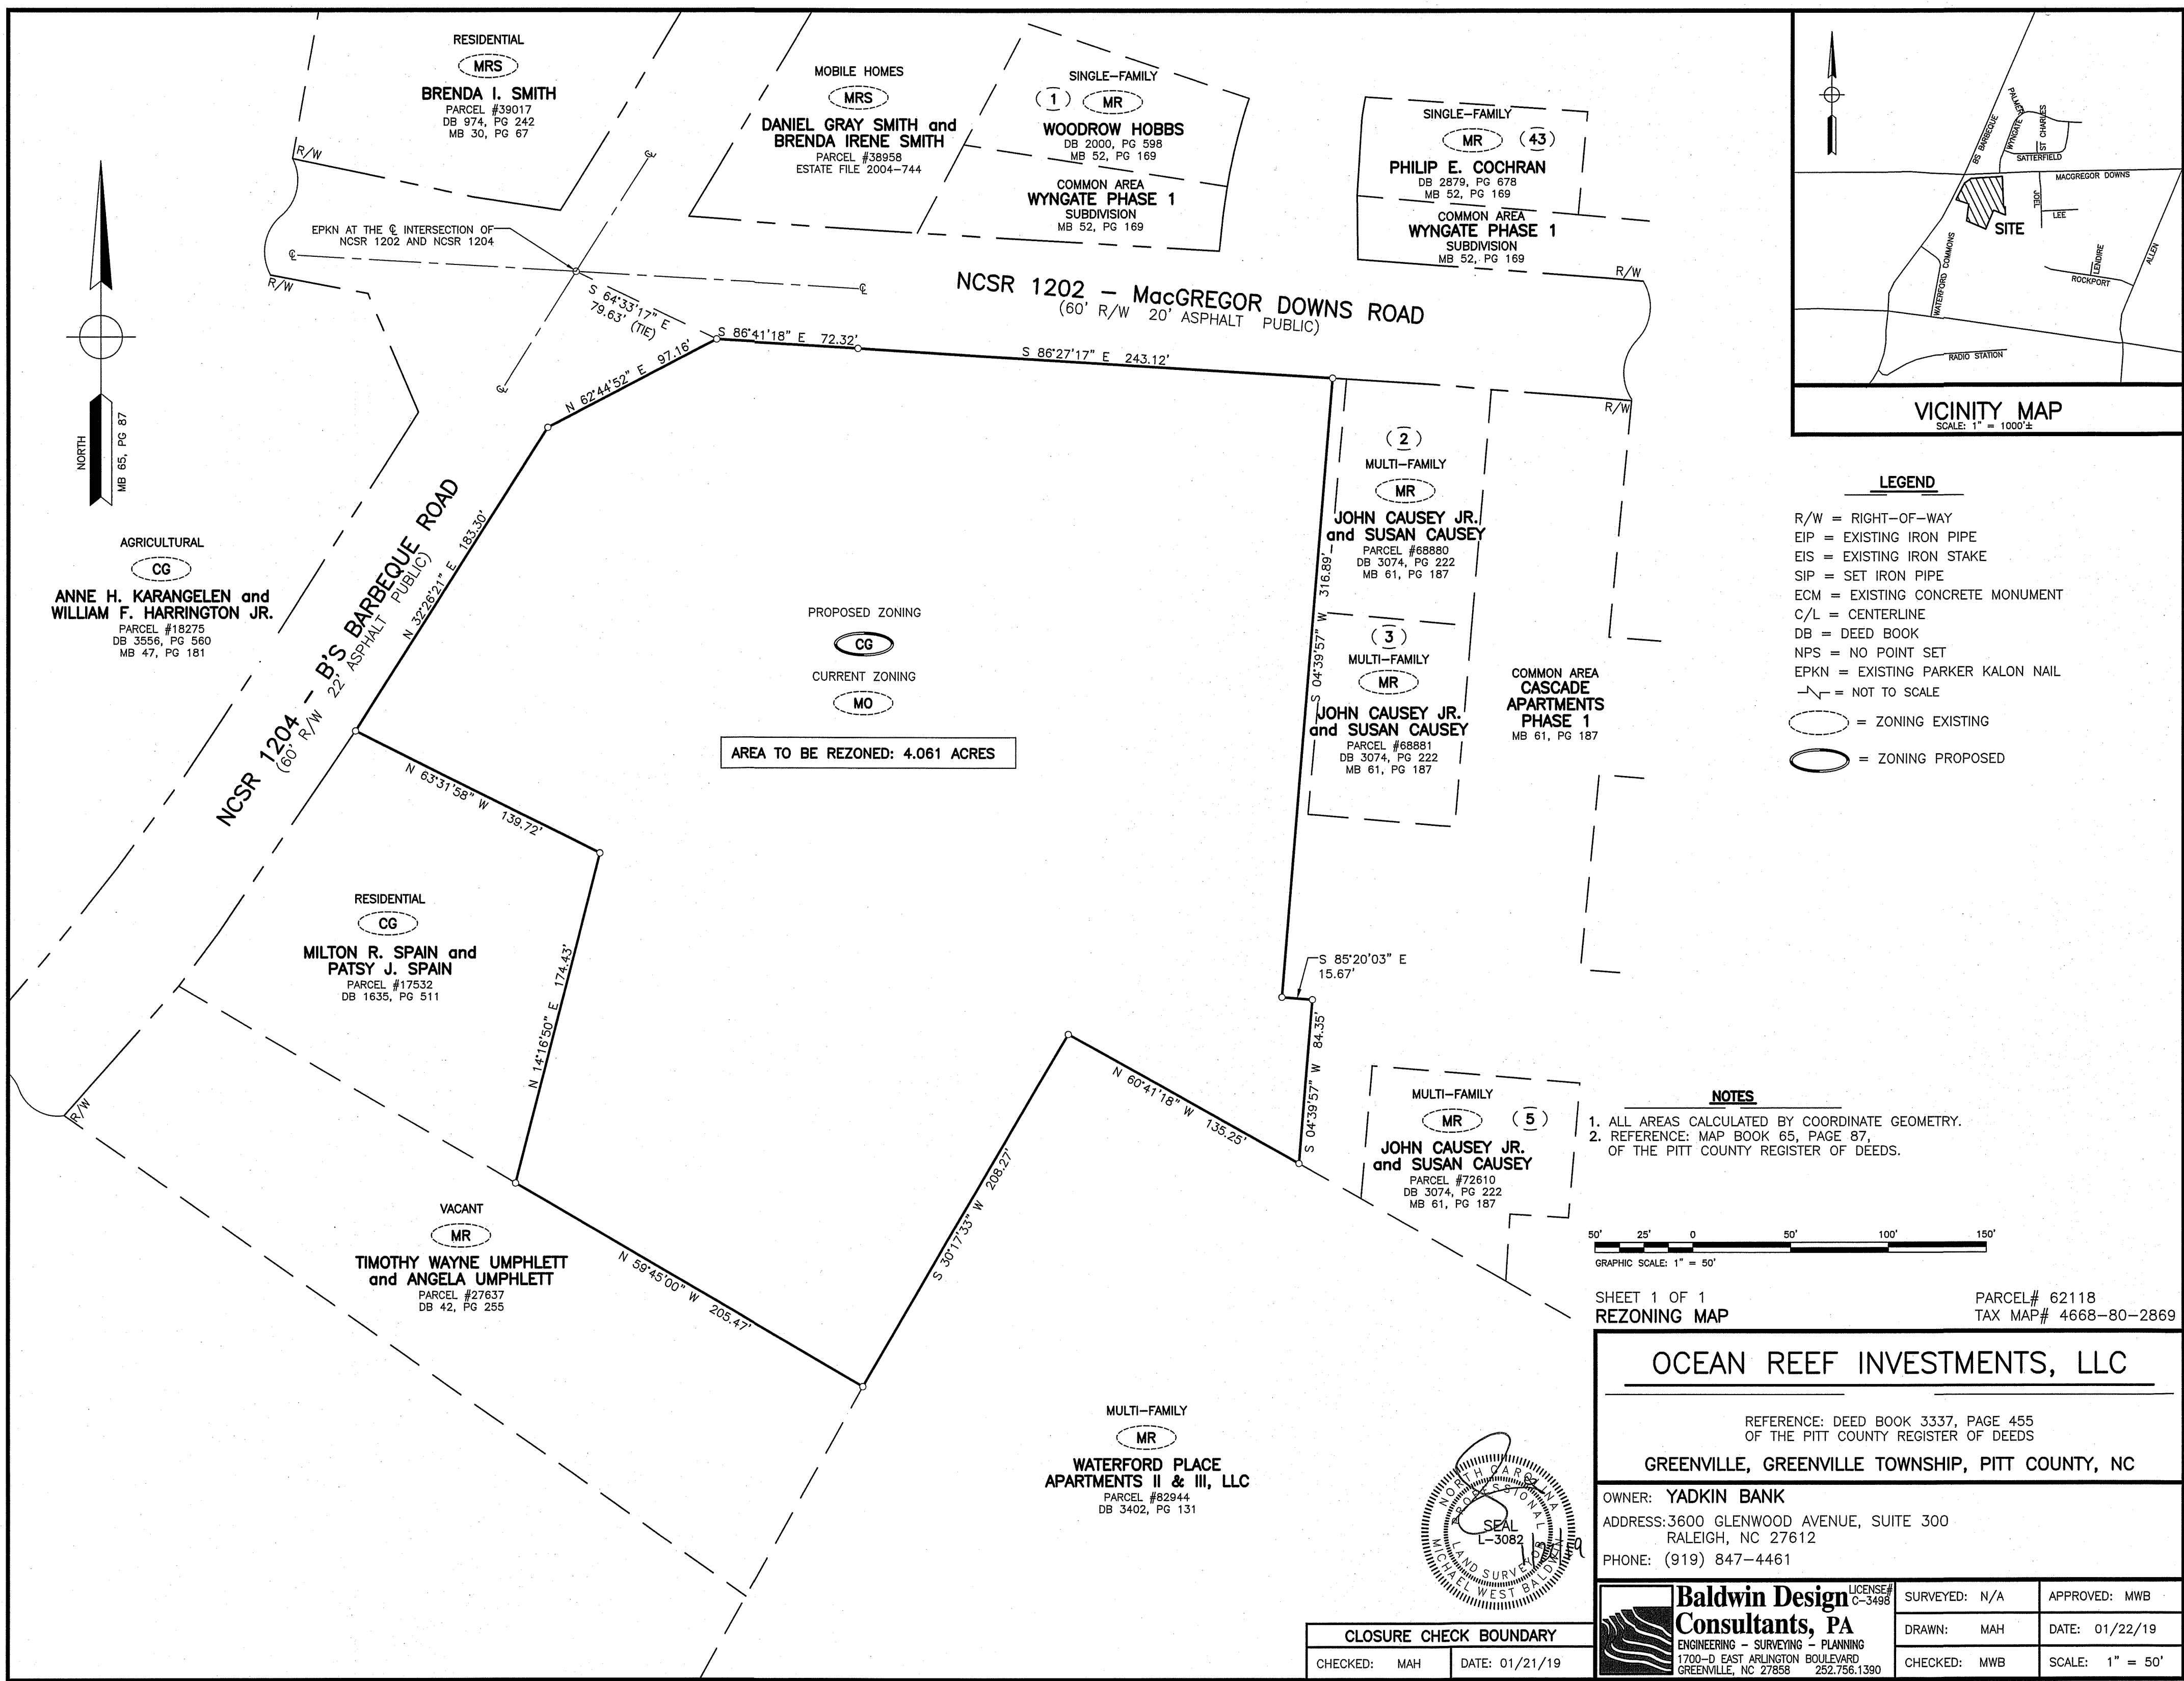 RESIDENTIAL
MRS
BRENDA I. SMITH
PARCEL #39017
DB 974, PG 242
MB 30, PG 67
MOBILE HOMES
MRS
DANIEL GRAY SMITH and
BRENDA IRENE SMITH
PARCEL #38958
ESTATE FILE 2004-744
SINGLE-FAMILY
1 MR
WOODROW HOBBS
DB 2000, PG 598
MB 52, PG 169
COMMON AREA
WYNGATE PHASE 1
SUBDIVISION
MB 52, PG 169
SINGLE-FAMILY
MR 43
PHILIP E. COCHRAN
DB 2879, PG 678
MB 52, PG 169
COMMON AREA
WYNGATE PHASE 1
SUBDIVISION
MB 52, PG 169
BS BARBEQUE
PALMER
WYNGATE
ST CHARLES
SATTERFIELD
MACGREGOR DOWNS
JOEL
LEE
SITE
WATERFORD COMMONS
LENDIRE
ROCKPORT
ALLEN
RADIO STATION
VICINITY MAP
SCALE: 1" = 1000'±
R/W
R/W
R/W
R/W
R/W
EPKN AT THE ℄ INTERSECTION OF
NCSR 1202 AND NCSR 1204
℄
℄
℄
℄
S 64°33'17" E
79.63' (TIE)
NCSR 1202 - MacGREGOR DOWNS ROAD
(60' R/W 20' ASPHALT PUBLIC)
N 62°44'52" E 97.16'
S 86°41'18" E 72.32'
S 86°27'17" E 243.12'
NORTH
MB 65, PG 87
AGRICULTURAL
CG
ANNE H. KARANGELEN and
WILLIAM F. HARRINGTON JR.
PARCEL #18275
DB 3556, PG 560
MB 47, PG 181
NCSR 1204 - B'S BARBEQUE ROAD
(60' R/W 22' ASPHALT PUBLIC)
N 32°26'21" E 183.30'
PROPOSED ZONING
CG
CURRENT ZONING
MO
AREA TO BE REZONED: 4.061 ACRES
S 04°39'57" W 316.89'
2
MULTI-FAMILY
MR
JOHN CAUSEY JR.
and SUSAN CAUSEY
PARCEL #68880
DB 3074, PG 222
MB 61, PG 187
3
MULTI-FAMILY
MR
JOHN CAUSEY JR.
and SUSAN CAUSEY
PARCEL #68881
DB 3074, PG 222
MB 61, PG 187
COMMON AREA
CASCADE
APARTMENTS
PHASE 1
MB 61, PG 187
LEGEND
R/W = RIGHT-OF-WAY
EIP = EXISTING IRON PIPE
EIS = EXISTING IRON STAKE
SIP = SET IRON PIPE
ECM = EXISTING CONCRETE MONUMENT
C/L = CENTERLINE
DB = DEED BOOK
NPS = NO POINT SET
EPKN = EXISTING PARKER KALON NAIL
= NOT TO SCALE
= ZONING EXISTING
= ZONING PROPOSED
N 63°31'58" W 139.72'
RESIDENTIAL
CG
MILTON R. SPAIN and
PATSY J. SPAIN
PARCEL #17532
DB 1635, PG 511
N 14°16'50" E 174.43'
S 85°20'03" E
15.67'
S 04°39'57" W 84.35'
N 60°41'18" W 135.25'
S 30°17'33" W 208.27'
N 59°45'00" W 205.47'
VACANT
MR
TIMOTHY WAYNE UMPHLETT
and ANGELA UMPHLETT
PARCEL #27637
DB 42, PG 255
MULTI-FAMILY
MR 5
JOHN CAUSEY JR.
and SUSAN CAUSEY
PARCEL #72610
DB 3074, PG 222
MB 61, PG 187
MULTI-FAMILY
MR
WATERFORD PLACE
APARTMENTS II & III, LLC
PARCEL #82944
DB 3402, PG 131
NOTES
1. ALL AREAS CALCULATED BY COORDINATE GEOMETRY.
2. REFERENCE: MAP BOOK 65, PAGE 87,
OF THE PITT COUNTY REGISTER OF DEEDS.
50' 25' 0 50' 100' 150'
GRAPHIC SCALE: 1" = 50'
SHEET 1 OF 1
REZONING MAP
PARCEL# 62118
TAX MAP# 4668-80-2869
OCEAN REEF INVESTMENTS, LLC
REFERENCE: DEED BOOK 3337, PAGE 455
OF THE PITT COUNTY REGISTER OF DEEDS
GREENVILLE, GREENVILLE TOWNSHIP, PITT COUNTY, NC
OWNER: YADKIN BANK
ADDRESS: 3600 GLENWOOD AVENUE, SUITE 300
RALEIGH, NC 27612
PHONE: (919) 847-4461
NORTH CAROLINA
PROFESSIONAL
SEAL
L-3082
LAND SURVEYOR
MICHAEL WEST BALDWIN
CLOSURE CHECK BOUNDARY
CHECKED: MAH DATE: 01/21/19
Baldwin Design
Consultants, PA
LICENSE#
C-3498
ENGINEERING - SURVEYING - PLANNING
1700-D EAST ARLINGTON BOULEVARD
GREENVILLE, NC 27858 252.756.1390
SURVEYED: N/A APPROVED: MWB
DRAWN: MAH DATE: 01/22/19
CHECKED: MWB SCALE: 1" = 50'